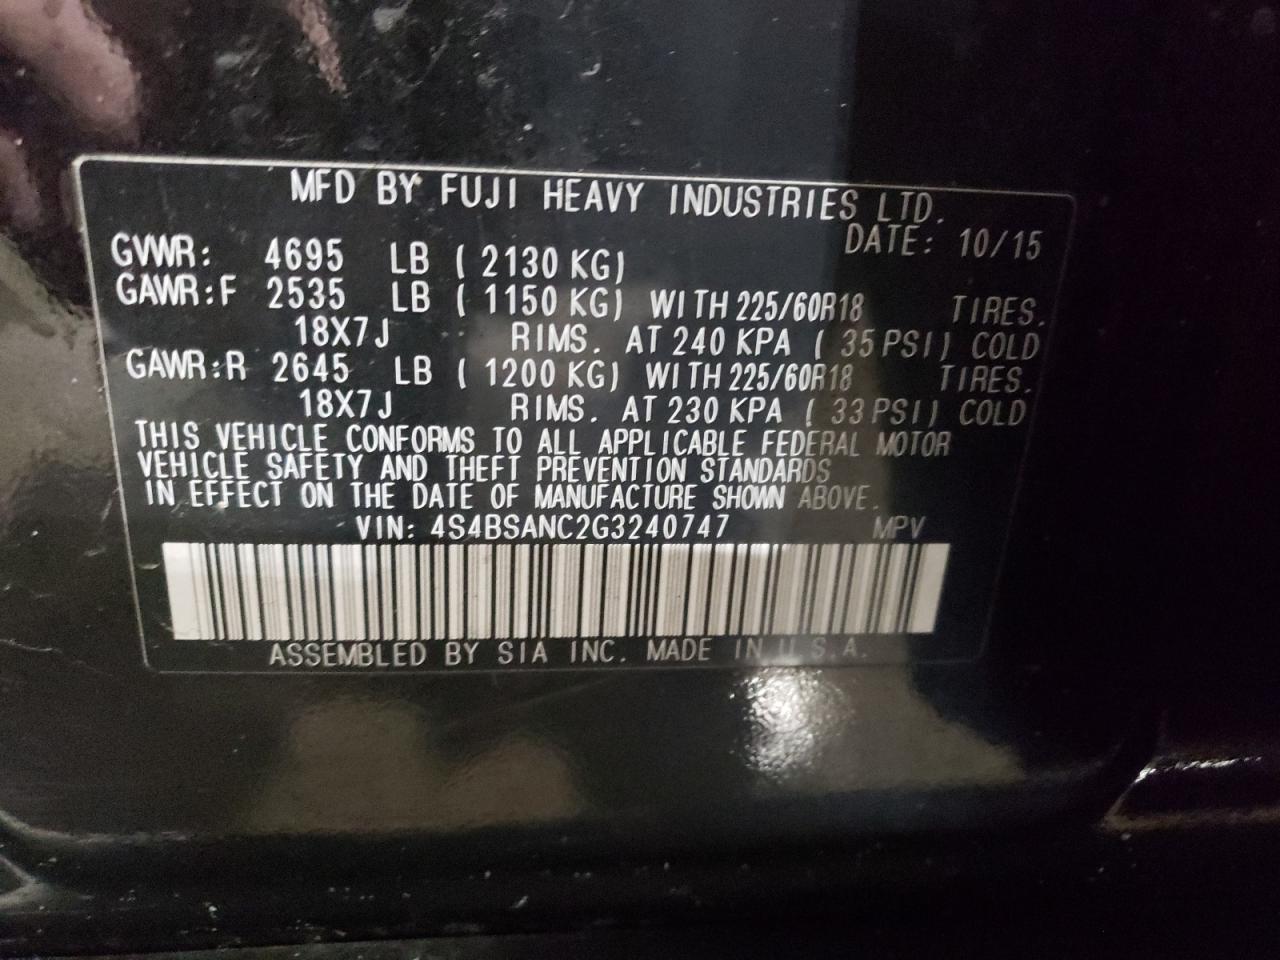 MFD BY FUJI HEAVY INDUSTRIES LTD.
DATE: 10/15
GVWR: 4695 LB ( 2130 KG)
GAWR:F 2535 LB ( 1150 KG) WITH 225/60R18 TIRES.
18X7J RIMS. AT 240 KPA ( 35 PSI) COLD
GAWR:R 2645 LB ( 1200 KG) WITH 225/60R18 TIRES.
18X7J RIMS. AT 230 KPA ( 33 PSI) COLD
THIS VEHICLE CONFORMS TO ALL APPLICABLE FEDERAL MOTOR
VEHICLE SAFETY AND THEFT PREVENTION STANDARDS
IN EFFECT ON THE DATE OF MANUFACTURE SHOWN ABOVE.
VIN: 4S4BSANC2G3240747 MPV
ASSEMBLED BY SIA INC. MADE IN U.S.A.